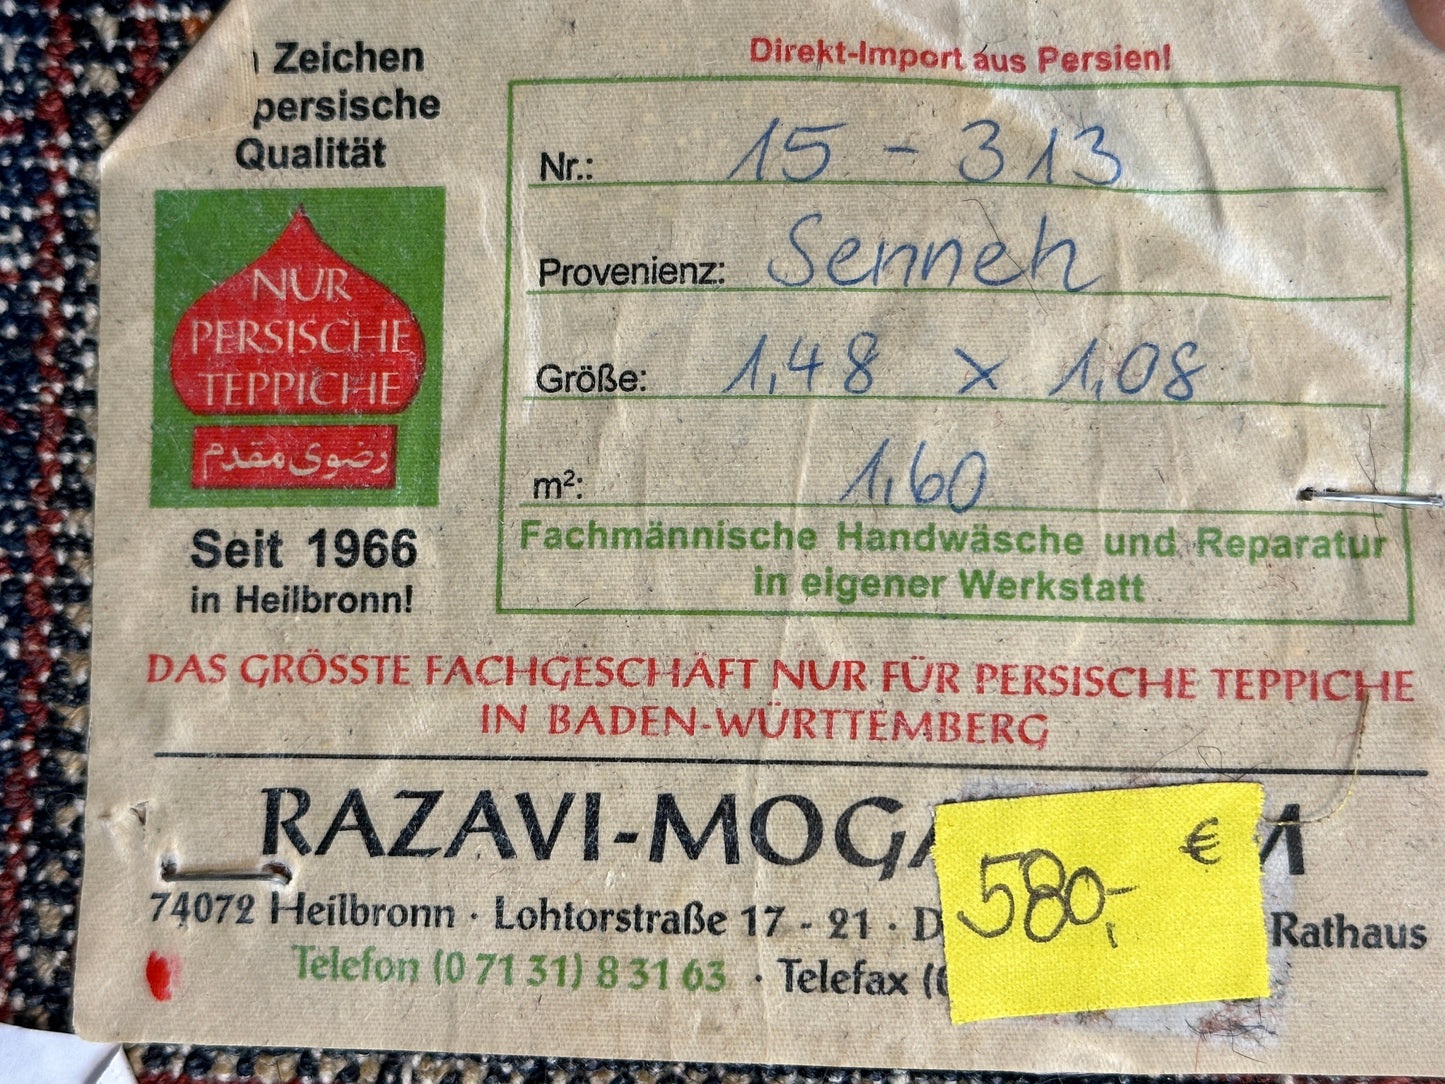 Zeichen
persische
Qualität
NUR
PERSISCHE
TEPPICHE
رضوی مقدم
Seit 1966
in Heilbronn!
Direkt-Import aus Persien!
Nr.: 15 - 313
Provenienz: Senneh
Größe: 1,48 x 1,08
m²: 1,60
Fachmännische Handwäsche und Reparatur
in eigener Werkstatt
DAS GRÖSSTE FACHGESCHÄFT NUR FÜR PERSISCHE TEPPICHE
IN BADEN-WÜRTTEMBERG
RAZAVI-MOGA
74072 Heilbronn · Lohtorstraße 17 - 21 · Rathaus
Telefon (0 71 31) 8 31 63 · Telefax
580,- €